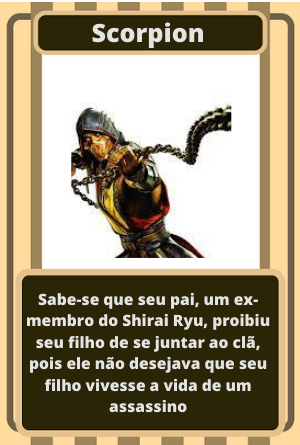 Scorpion
Sabe-se que seu pai, um ex-
membro do Shirai Ryu, proibiu
seu filho de se juntar ao clã,
pois ele não desejava que seu
filho vivesse a vida de um
assassino